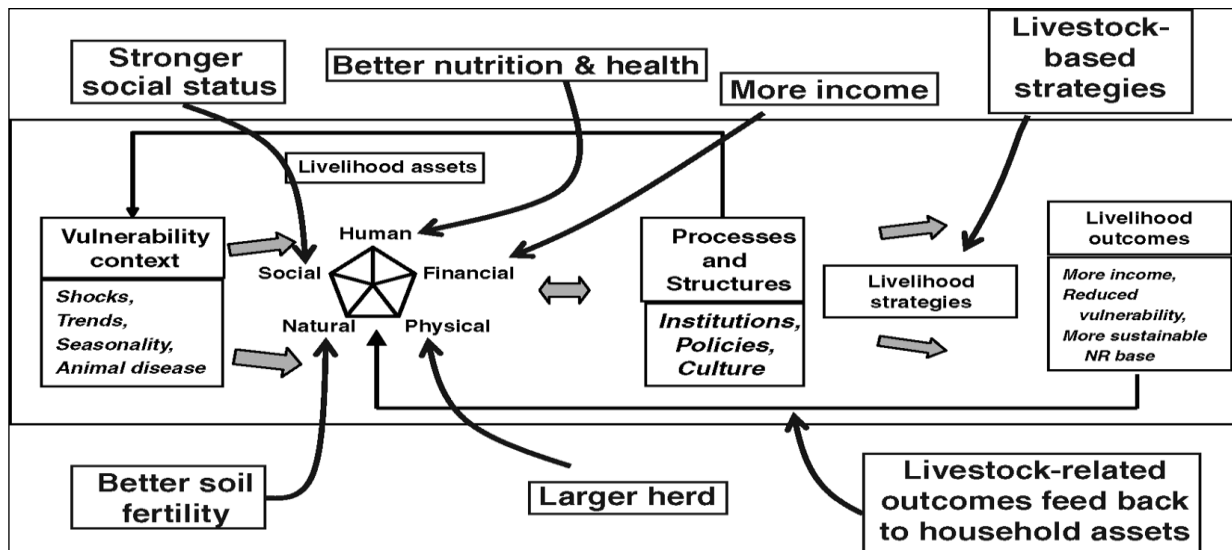 Stronger
social status
Better nutrition & health
More income
Livestock-
based
strategies
Livelihood assets
Vulnerability
context
Shocks,
Trends,
Seasonality,
Animal disease
Human
Social
Financial
Natural
Physical
Processes
and
Structures
Institutions,
Policies,
Culture
Livelihood
strategies
Livelihood
outcomes
More income,
Reduced
vulnerability,
More sustainable
NR base
Better soil
fertility
Larger herd
Livestock-related
outcomes feed back
to household assets